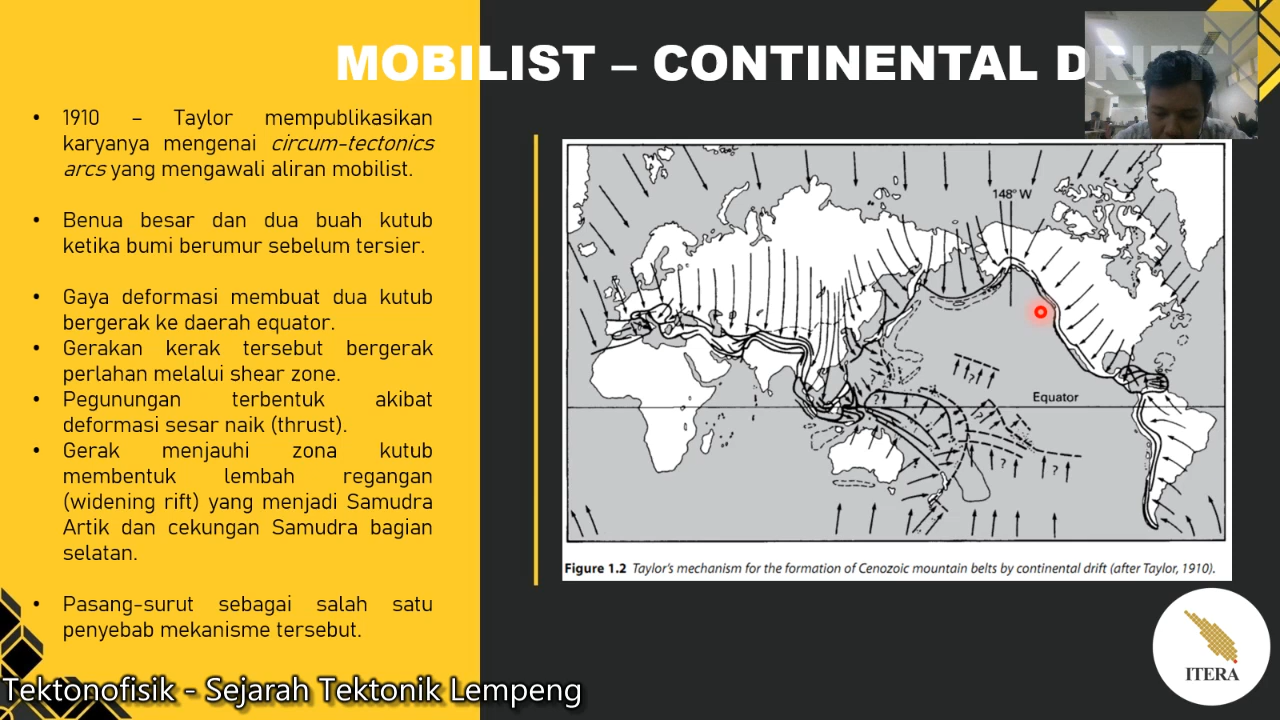 MOBILIST – CONTINENTAL DRIFT
• 1910 – Taylor mempublikasikan
karyanya mengenai circum-tectonics
arcs yang mengawali aliran mobilist.
• Benua besar dan dua buah kutub
ketika bumi berumur sebelum tersier.
• Gaya deformasi membuat dua kutub
bergerak ke daerah equator.
• Gerakan kerak tersebut bergerak
perlahan melalui shear zone.
• Pegunungan terbentuk akibat
deformasi sesar naik (thrust).
• Gerak menjauhi zona kutub
membentuk lembah regangan
(widening rift) yang menjadi Samudra
Artik dan cekungan Samudra bagian
selatan.
• Pasang-surut sebagai salah satu
penyebab mekanisme tersebut.
148° W
Equator
?
?
?
?
?
Figure 1.2 Taylor's mechanism for the formation of Cenozoic mountain belts by continental drift (after Taylor, 1910).
ITERA
Tektonofisik - Sejarah Tektonik Lempeng